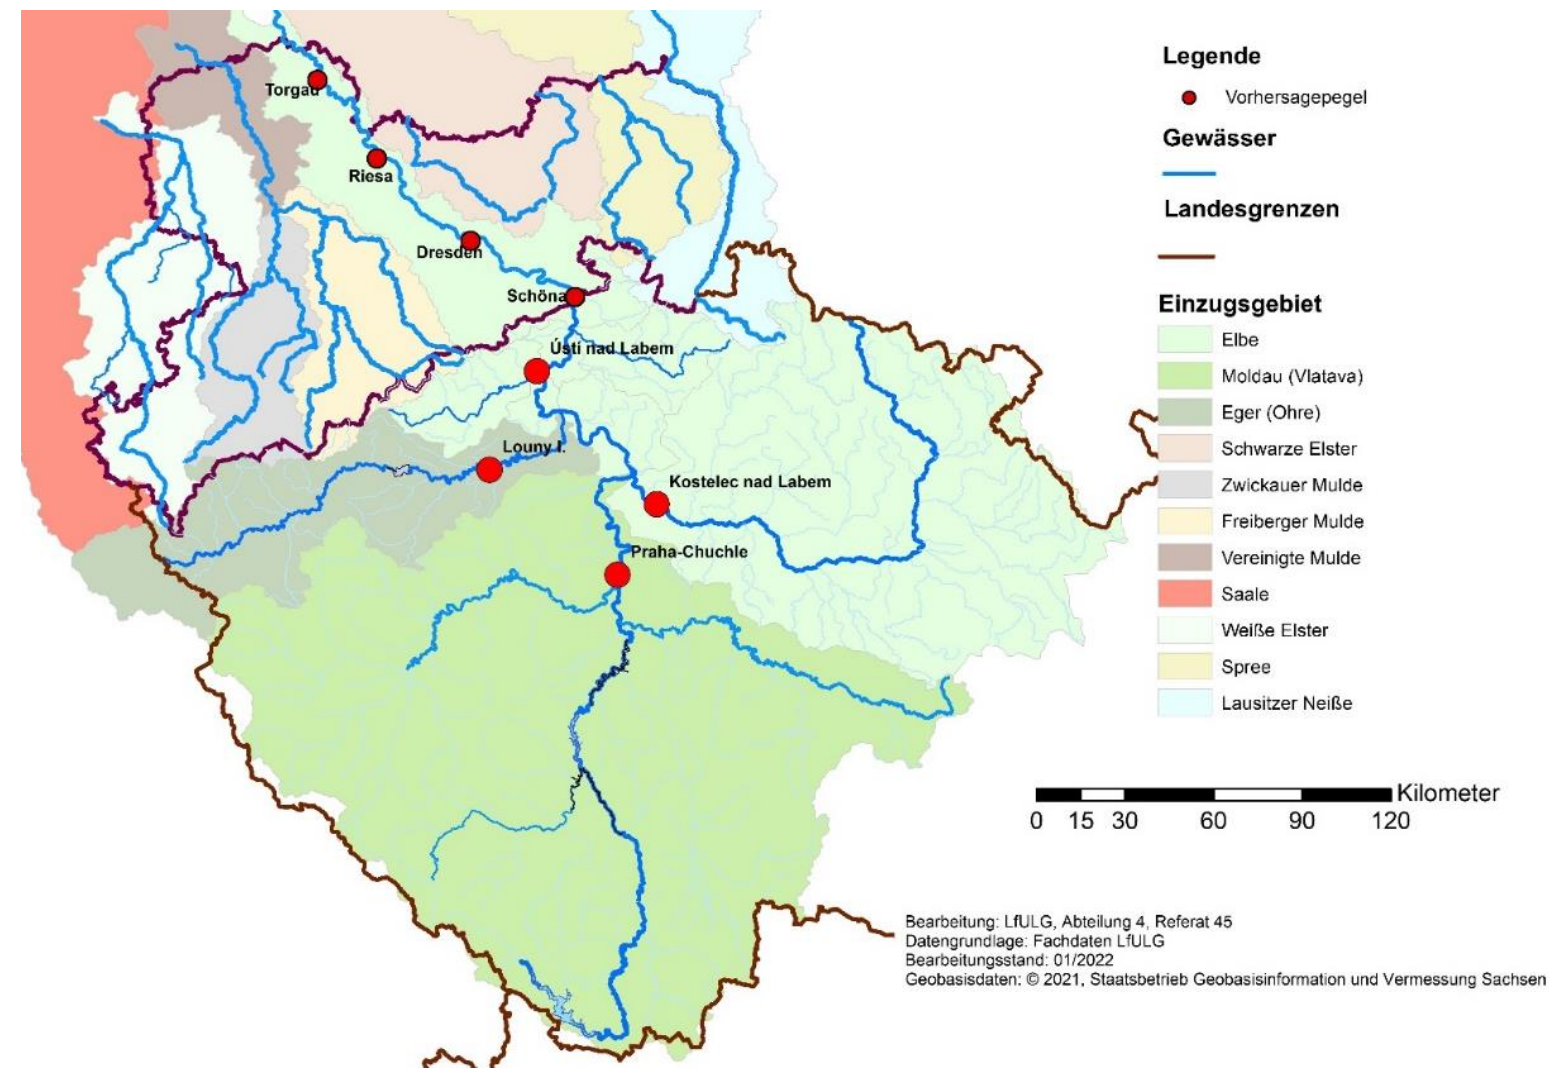 Torgau
Riesa
Dresden
Schöna
Ústi nad Labem
Louny I.
Kostelec nad Labem
Praha-Chuchle
Legende
Vorhersagepegel
Gewässer
Landesgrenzen
Einzugsgebiet
Elbe
Moldau (Vlatava)
Eger (Ohre)
Schwarze Elster
Zwickauer Mulde
Freiberger Mulde
Vereinigte Mulde
Saale
Weiße Elster
Spree
Lausitzer Neiße
Kilometer
0 15 30 60 90 120
Bearbeitung: LfULG, Abteilung 4, Referat 45
Datengrundlage: Fachdaten LfULG
Bearbeitungsstand: 01/2022
Geobasisdaten: © 2021, Staatsbetrieb Geobasisinformation und Vermessung Sachsen